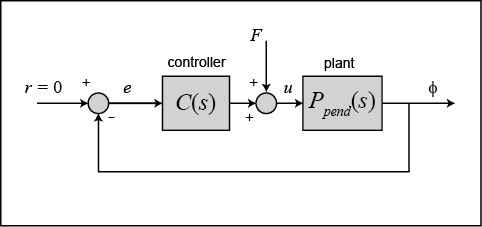 F
controller
plant
r = 0
+
e
C(s)
+
+
u
P_pend(s)
ϕ
−